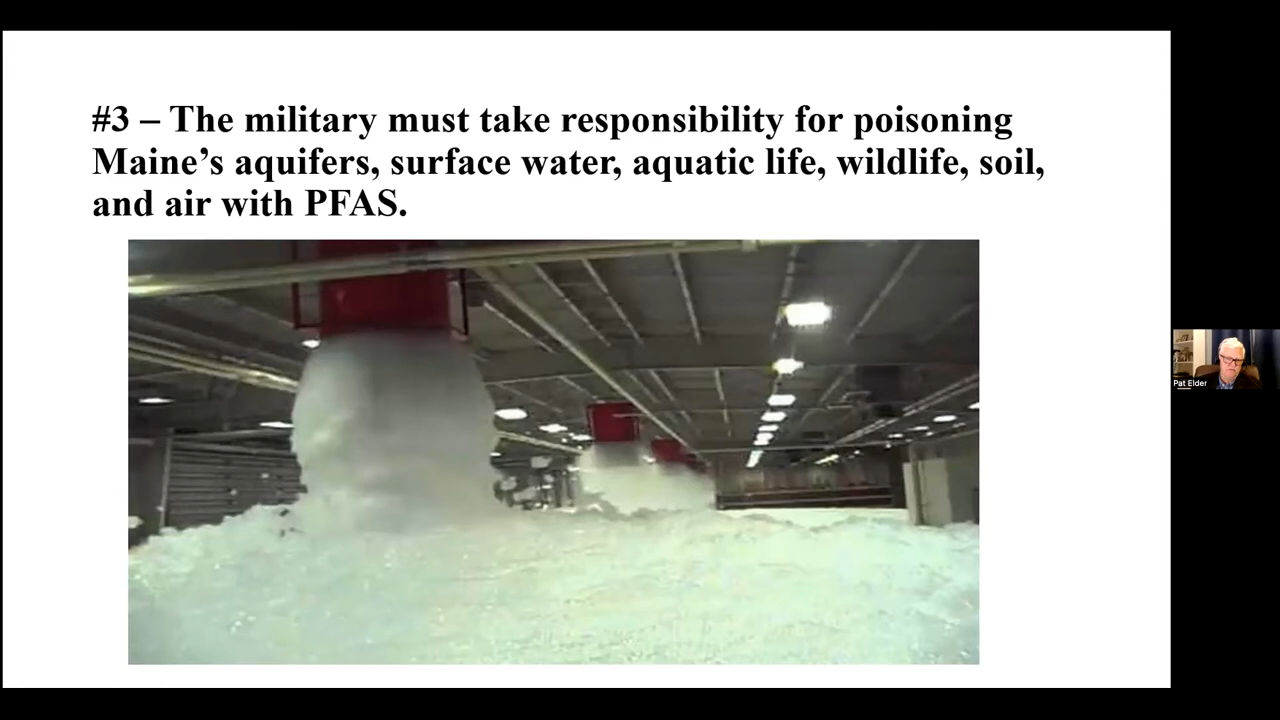 #3 – The military must take responsibility for poisoning
Maine’s aquifers, surface water, aquatic life, wildlife, soil,
and air with PFAS.
Pat Elder